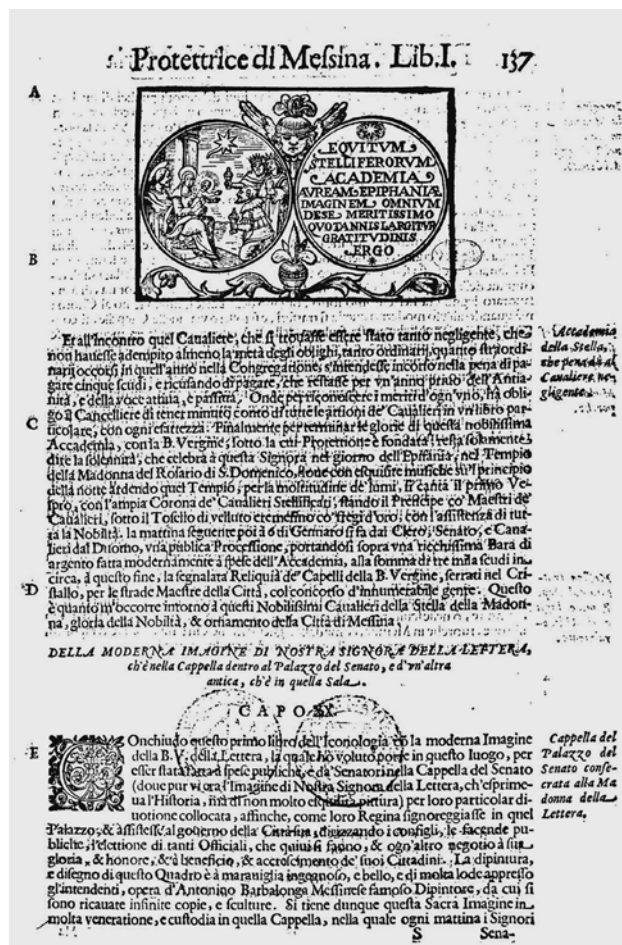 Protettrice di Messina. Lib. I. 137
A
EQVITVM
STELLIFERORVM
ACADEMIA
AVREAM EPIPHANIÆ
IMAGINEM OMNIVM
DESE MERITISSIMO
QVOTANNIS LARGITVR
GRATITVDINIS
ERGO
B
Et all'incontro quel Caualiere, che si trouasse essere stato tanto negligente, che
non hauesse adempito almeno la metà degli oblighi, tanto ordinarij, quanto straordi-
narij occorsi in quell'anno nella Congregatione, s'intendesse incorso nella pena di pa-
gare cinque scudi, e ricusando di pagare, che restasse per vn'anno priuo dell'Antia-
nità, e della voce attiua, e passiua. Onde per riconoscere i meriti d'ogn'vno, hà obli-
go il Cancelliere di tener minuto conto di tutte le attioni de' Caualieri in vn libro par-
ticolare, con ogni esattezza. Finalmente per terminar le glorie di questa nobilissima
Accademia, con la B. Vergine, sotto la cui Protettione è fondata; resta solamente à
dire la solennità, che celebra à questa Signora nel giorno dell'Epifania, nel Tempio
della Madonna del Rosario di S. Domenico, doue con esquisite musiche su'l principio
della notte ardendo quel Tempio, per la moltitudine de' lumi, si canta il primo Ve-
spro, con l'ampia Corona de' Caualieri Stellificati, stando il Prencipe co' Maestri de'
Caualieri, sotto il Tosello di velluto cremesino co' fregi d'oro, con l'assistenza di tut-
ta la Nobiltà. la mattina seguente poi à 6 di Gennaro si fa dal Clero, Senato, e Caua-
lieri dal Duomo, vna publica Processione, portandosi sopra vna ricchissima Bara di
argento fatta modernamente à spese dell'Accademia, alla somma di tre mila scudi in
circa, à questo fine, la segnalata Reliquia de' Capelli della B. Vergine, serrati nel Cri-
stallo, per le strade Maestre della Città, col concorso d'innumerabile gente. Questo
è quanto m'occorre intorno à questi Nobilissimi Caualieri della Stella della Madon-
na, gloria della Nobiltà, & ornamento della Città di Messina.
Accademia
della Stella,
che pena dà al
Caualiere ne-
gligente.
C
D
DELLA MODERNA IMAGINE DI NOSTRA SIGNORA DELLA LETTERA,
ch'è nella Cappella dentro al Palazzo del Senato, e d'vn'altra
antica, ch'è in quella Sala.
CAPO XX.
E
COnchiudo questo primo libro dell'Iconologia cò la moderna Imagine
della B. V. della Lettera, la quale hò voluto porre in questo luogo, per
esser stata fatta à spese publiche, e da' Senatori nella Cappella del Senato
(doue pur vi era l'Imagine di Nostra Signora della Lettera, ch'esprime-
ua l'Historia, mà di non molto esquisita pittura) per loro particolar di-
uotione collocata, affinche, come loro Regina signoreggiasse in quel
Palazzo, & assistesse al gouerno della Città, indirizzando i consigli, le facende pu-
bliche, l'elettione di tanti Officiali, che quiui si fanno, & ogn'altro negotio à sua
gloria, & honore, & à beneficio, & accrescimento de' suoi Cittadini. La dipintura,
e disegno di questo Quadro è à marauiglia ingegnoso, e bello, e di molta lode appresso
gl'intendenti, opera d'Antonino Barbalonga Messinese famoso Dipintore, da cui si
sono ricauate infinite copie, e sculture. Si tiene dunque questa Sacra Imagine in
molta veneratione, e custodia in quella Cappella, nella quale ogni mattina i Signori
Cappella del
Palazzo del
Senato conse-
crata alla Ma
donna della
Lettera.
S Sena-